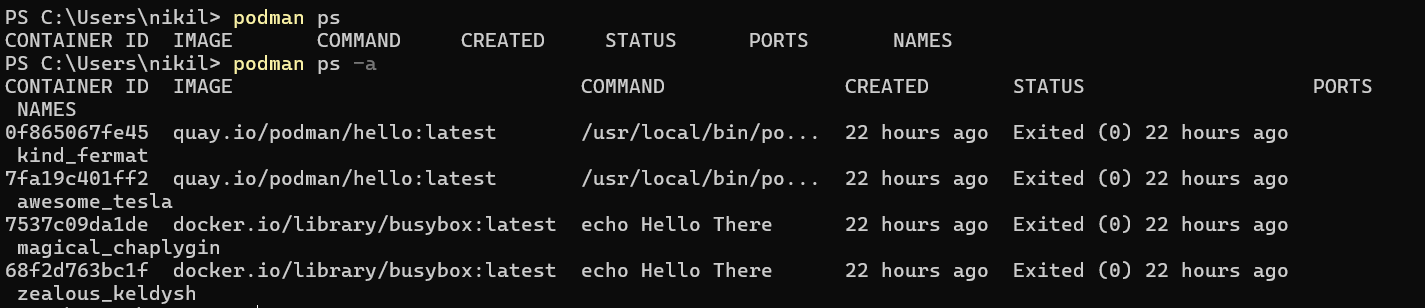 PS C:\Users\nikil> podman ps
CONTAINER ID  IMAGE       COMMAND     CREATED     STATUS      PORTS       NAMES
PS C:\Users\nikil> podman ps -a
CONTAINER ID  IMAGE                             COMMAND               CREATED       STATUS                   PORTS
 NAMES
0f865067fe45  quay.io/podman/hello:latest       /usr/local/bin/po...  22 hours ago  Exited (0) 22 hours ago
 kind_fermat
7fa19c401ff2  quay.io/podman/hello:latest       /usr/local/bin/po...  22 hours ago  Exited (0) 22 hours ago
 awesome_tesla
7537c09da1de  docker.io/library/busybox:latest  echo Hello There      22 hours ago  Exited (0) 22 hours ago
 magical_chaplygin
68f2d763bc1f  docker.io/library/busybox:latest  echo Hello There      22 hours ago  Exited (0) 22 hours ago
 zealous_keldysh